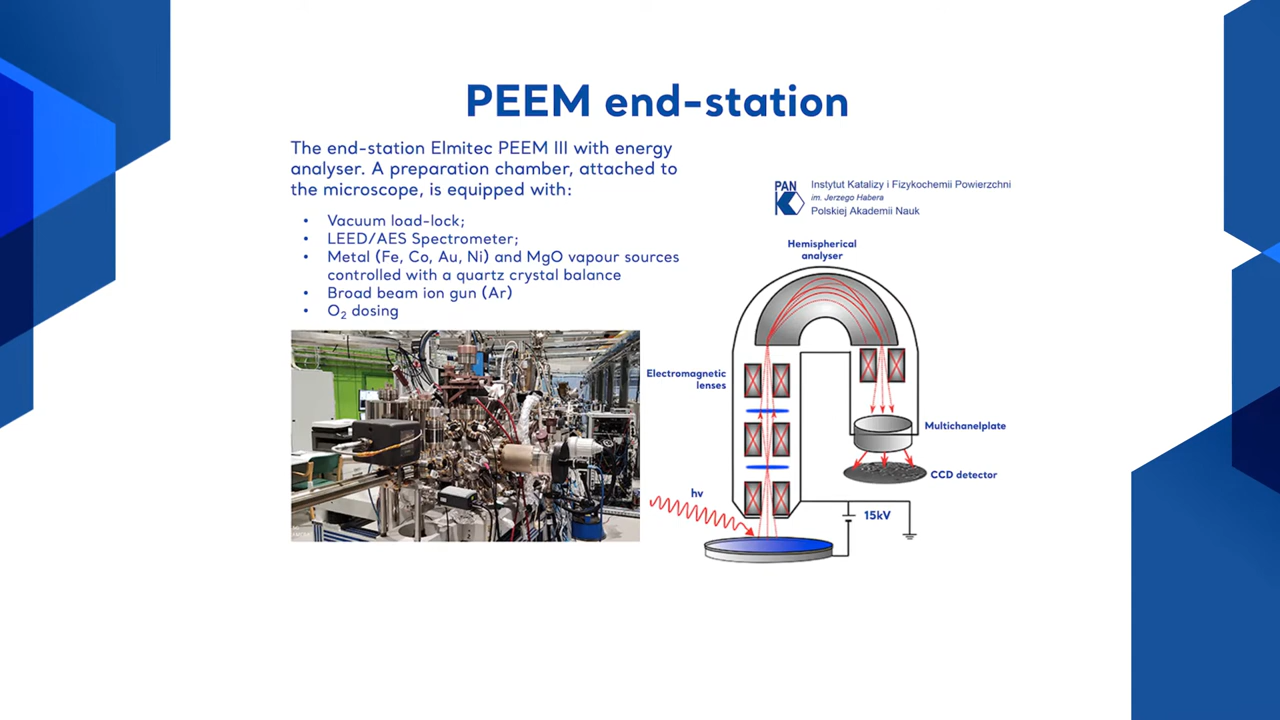 PEEM end-station
The end-station Elmitec PEEM III with energy
analyser. A preparation chamber, attached to
the microscope, is equipped with:
• Vacuum load-lock;
• LEED/AES Spectrometer;
• Metal (Fe, Co, Au, Ni) and MgO vapour sources
controlled with a quartz crystal balance
• Broad beam ion gun (Ar)
• O₂ dosing
PAN
K
Instytut Katalizy i Fizykochemii Powierzchni
im. Jerzego Habera
Polskiej Akademii Nauk
Hemispherical
analyser
Electromagnetic
lenses
Multichanelplate
CCD detector
hv
15kV